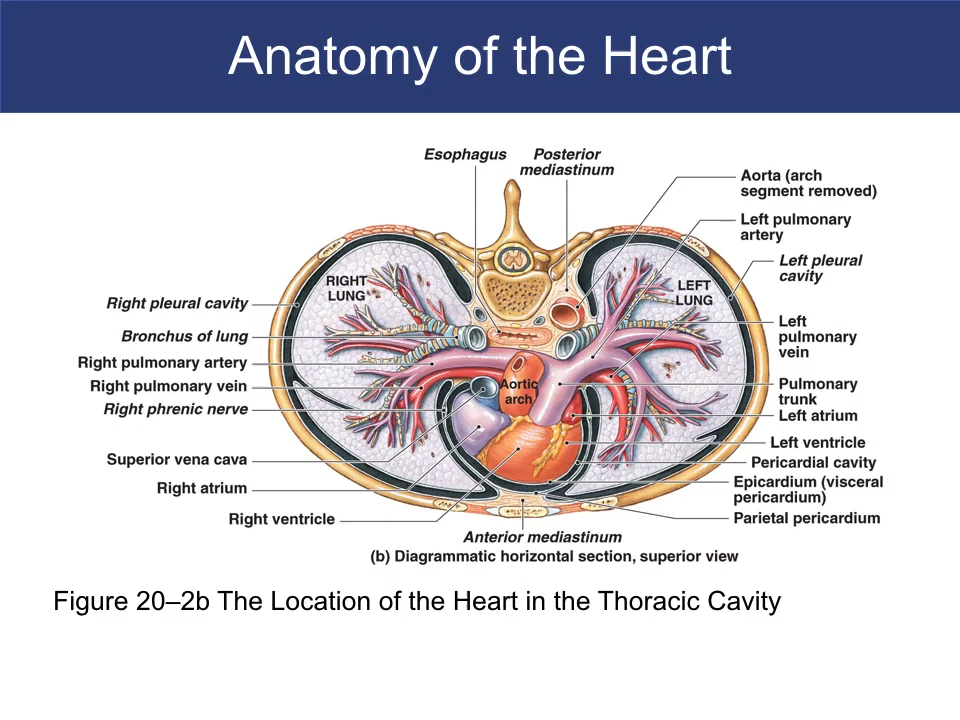 Anatomy of the Heart
Esophagus
Posterior
mediastinum
Aorta (arch
segment removed)
Left pulmonary
artery
Left pleural
cavity
RIGHT
LUNG
LEFT
LUNG
Right pleural cavity
Bronchus of lung
Left
pulmonary
vein
Right pulmonary artery
Right pulmonary vein
Aortic
arch
Pulmonary
trunk
Right phrenic nerve
Left atrium
Left ventricle
Superior vena cava
Pericardial cavity
Right atrium
Epicardium (visceral
pericardium)
Right ventricle
Parietal pericardium
Anterior mediastinum
(b) Diagrammatic horizontal section, superior view
Figure 20–2b The Location of the Heart in the Thoracic Cavity